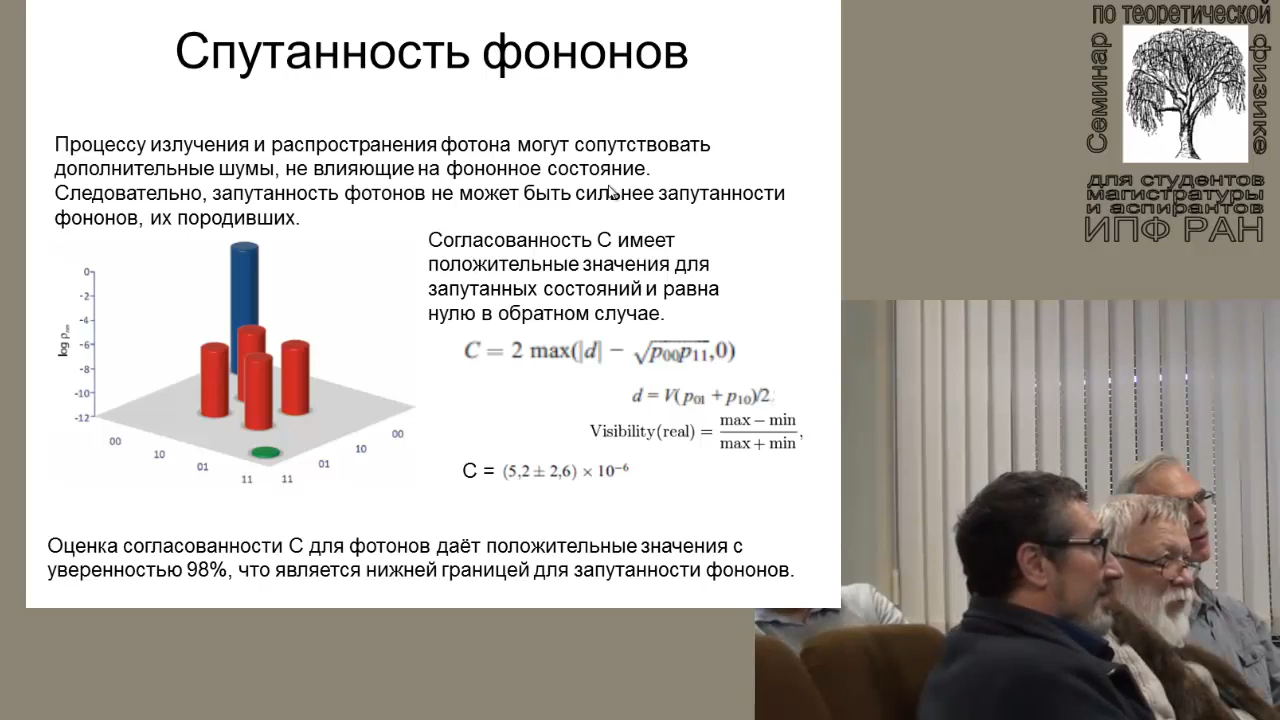 Спутанность фононов
Процессу излучения и распространения фотона могут сопутствовать
дополнительные шумы, не влияющие на фононное состояние.
Следовательно, запутанность фотонов не может быть сильнее запутанности
фононов, их породивших.
Согласованность С имеет
положительные значения для
запутанных состояний и равна
нулю в обратном случае.
C = 2 max(|d| − √p00p11,0)
d = V(p01 + p10)/2
Visibility(real) = (max − min)/(max + min),
C = (5,2 ± 2,6) × 10⁻⁶
0
-2
-4
-6
-8
-10
-12
log
00
10
01
11
11
01
10
00
Оценка согласованности С для фотонов даёт положительные значения с
уверенностью 98%, что является нижней границей для запутанности фононов.
Семинар
по теоретической
физике
для студентов
магистратуры
и аспирантов
ИПФ РАН